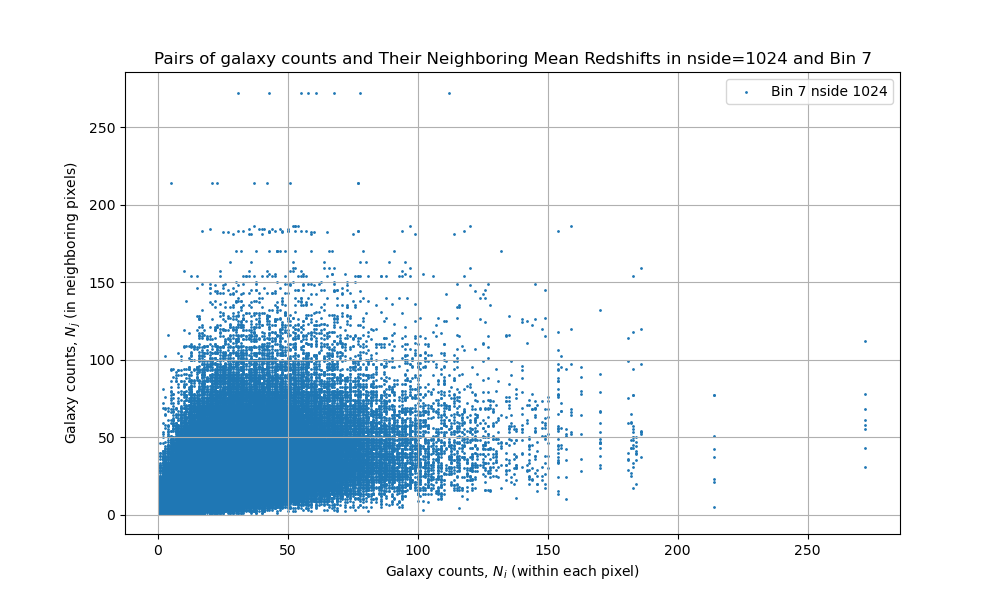 Pairs of galaxy counts and Their Neighboring Mean Redshifts in nside=1024 and Bin 7
Bin 7 nside 1024
Galaxy counts, N_j (in neighboring pixels)
250
200
150
100
50
0
0 50 100 150 200 250
Galaxy counts, N_i (within each pixel)